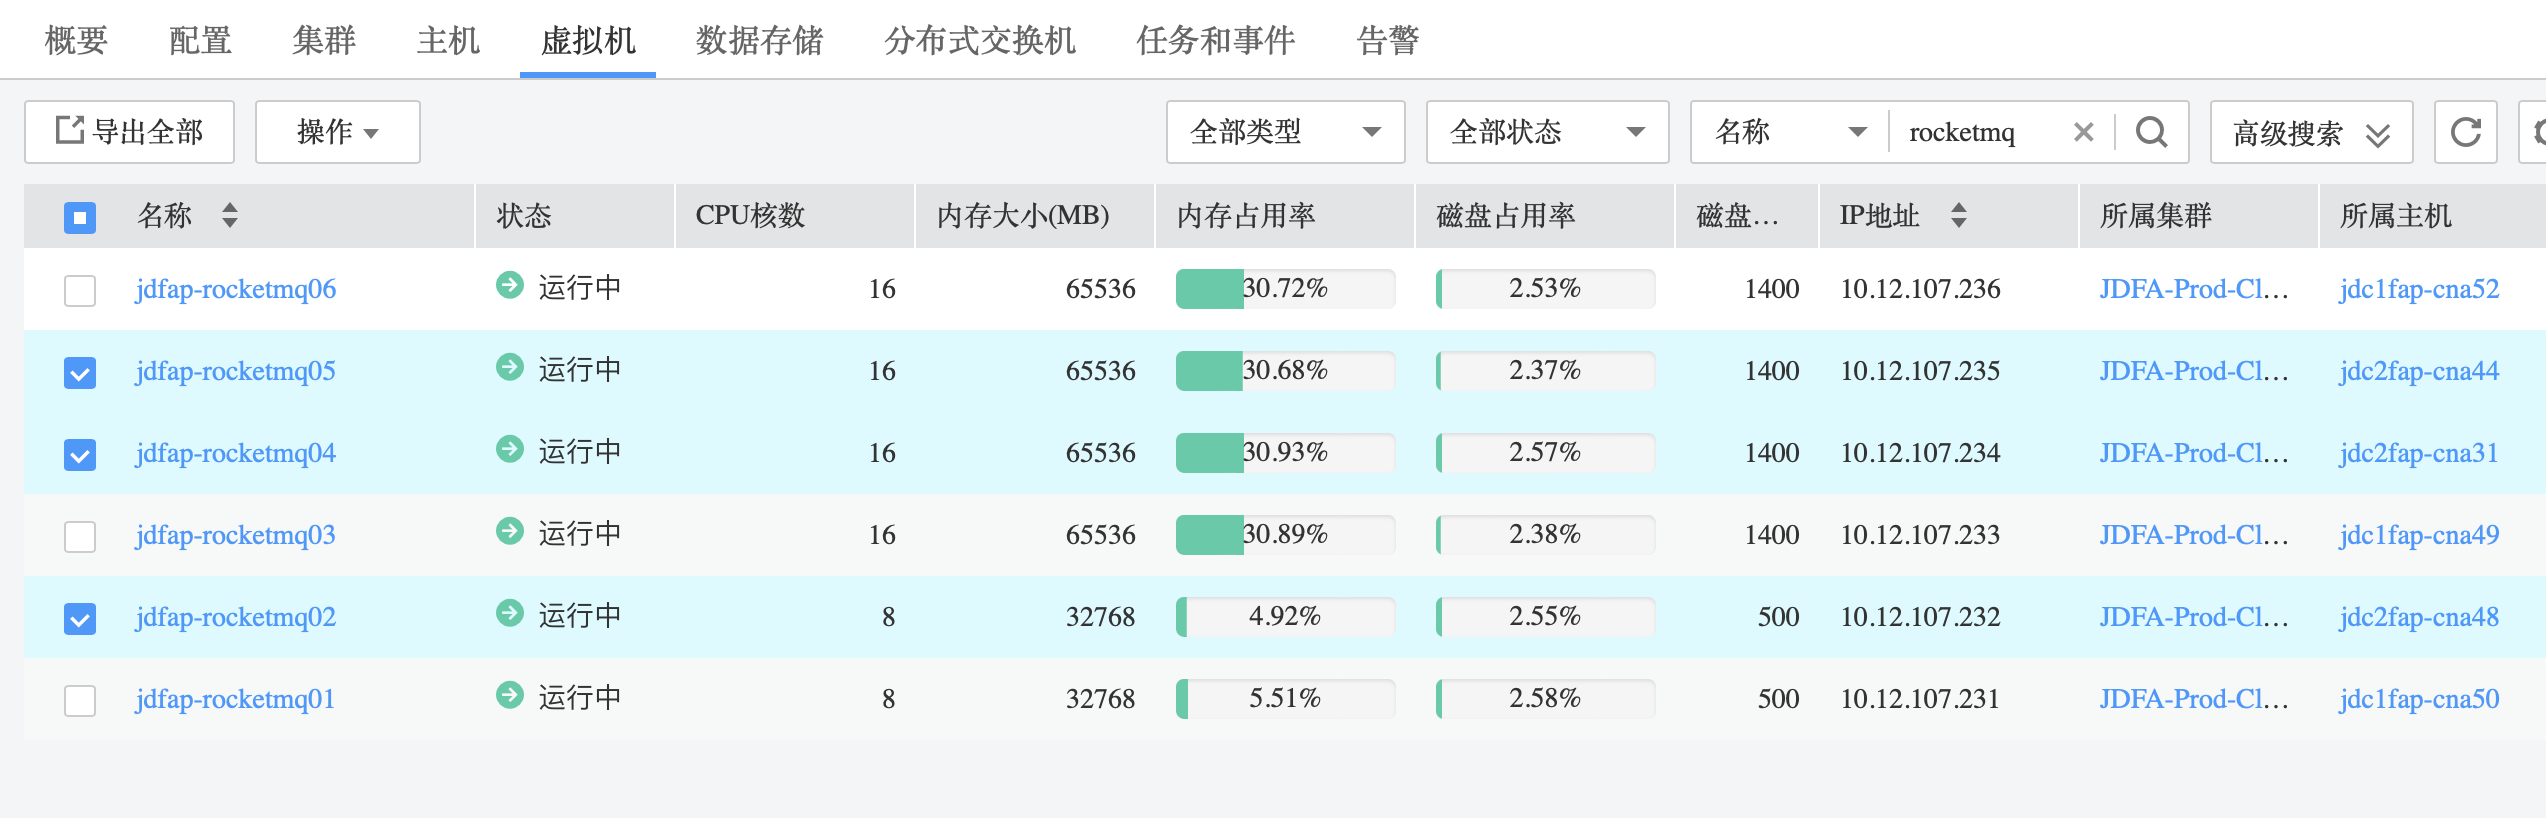 概要 配置 集群 主机 虚拟机 数据存储 分布式交换机 任务和事件 告警
导出全部 操作 全部类型 全部状态 名称 rocketmq 高级搜索
名称 状态 CPU核数 内存大小(MB) 内存占用率 磁盘占用率 磁盘... IP地址 所属集群 所属主机
jdfap-rocketmq06 运行中 16 65536 30.72% 2.53% 1400 10.12.107.236 JDFA-Prod-Cl... jdc1fap-cna52
jdfap-rocketmq05 运行中 16 65536 30.68% 2.37% 1400 10.12.107.235 JDFA-Prod-Cl... jdc2fap-cna44
jdfap-rocketmq04 运行中 16 65536 30.93% 2.57% 1400 10.12.107.234 JDFA-Prod-Cl... jdc2fap-cna31
jdfap-rocketmq03 运行中 16 65536 30.89% 2.38% 1400 10.12.107.233 JDFA-Prod-Cl... jdc1fap-cna49
jdfap-rocketmq02 运行中 8 32768 4.92% 2.55% 500 10.12.107.232 JDFA-Prod-Cl... jdc2fap-cna48
jdfap-rocketmq01 运行中 8 32768 5.51% 2.58% 500 10.12.107.231 JDFA-Prod-Cl... jdc1fap-cna50